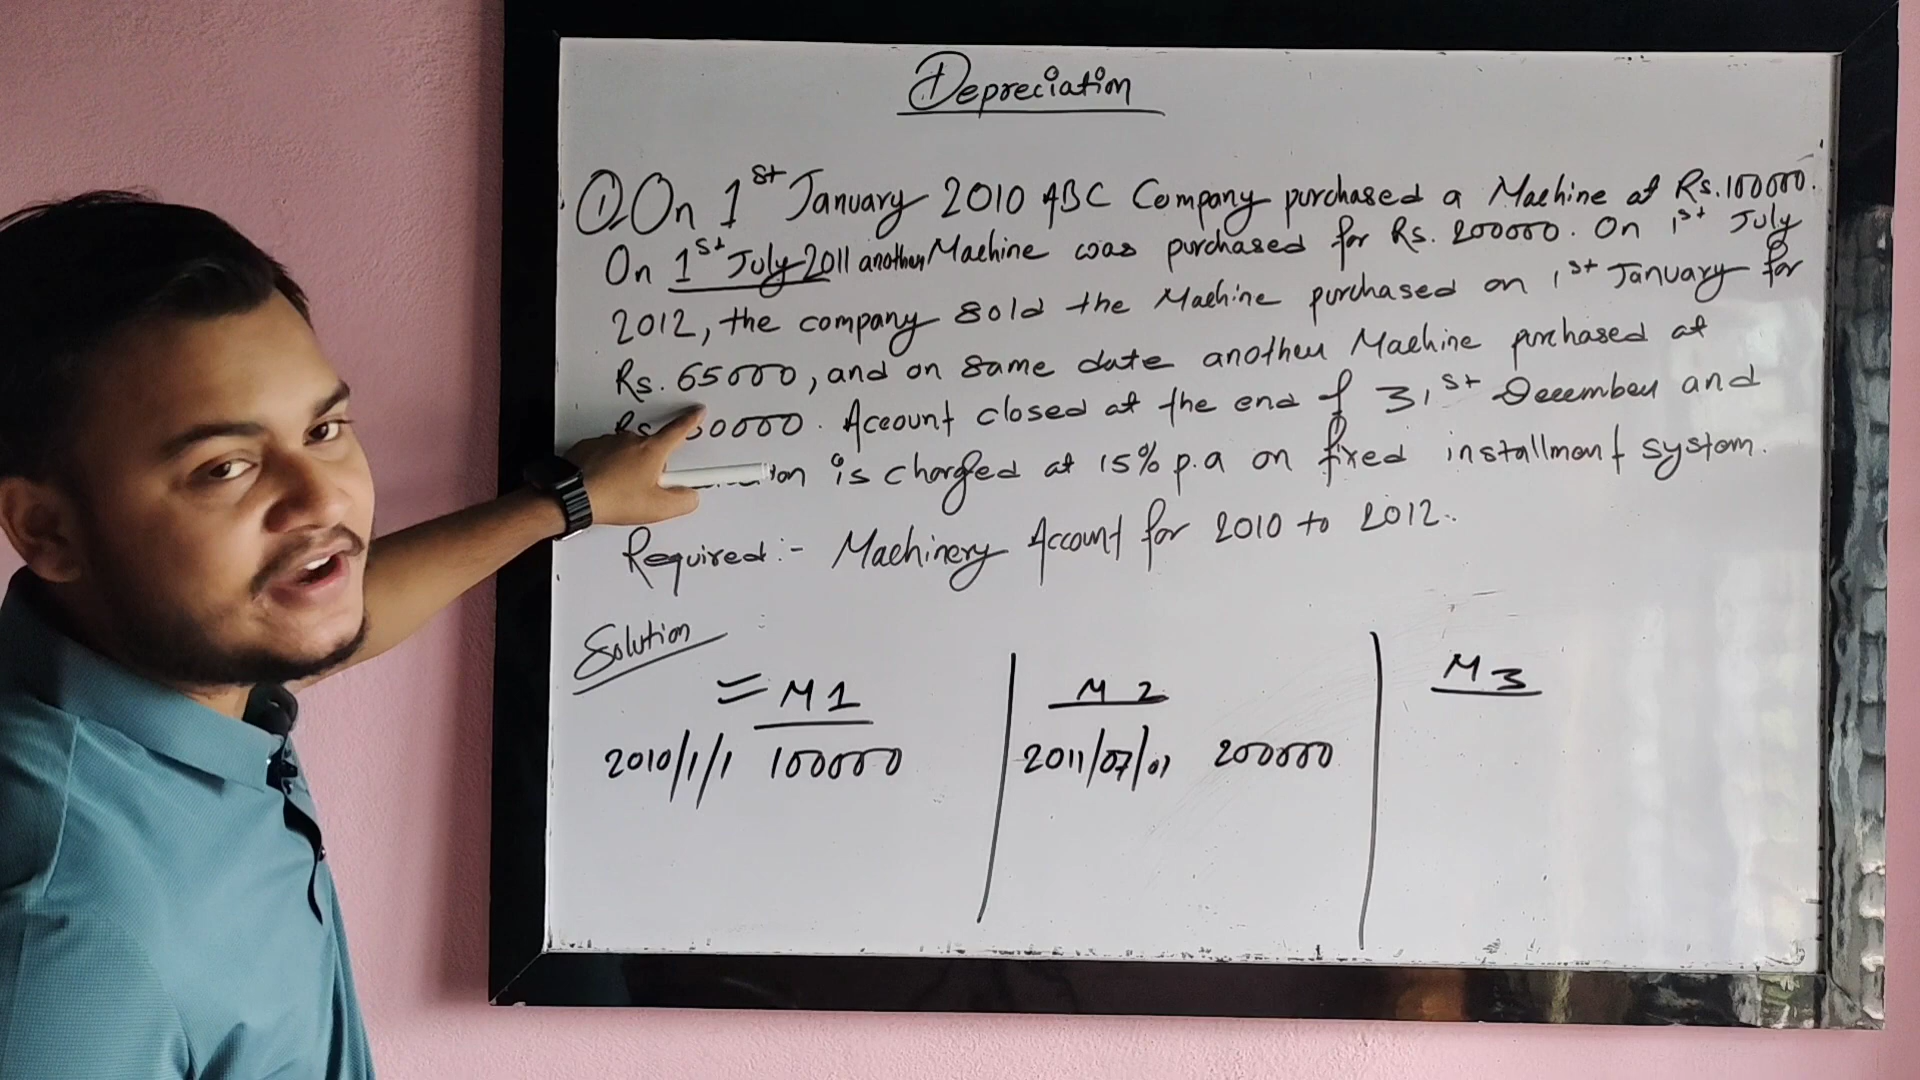 Depreciation
① On 1st January 2010 ABC Company purchased a Machine at Rs. 100000.
On 1st July 2011 another Machine was purchased for Rs. 200000. On 1st July
2012, the company sold the Machine purchased on 1st January for
Rs. 65000, and on same date another Machine purchased at
Rs. 0000. Account closed at the end of 31st December and
is charged at 15% p.a on fixed installment system.
Required :- Machinery Account for 2010 to 2012.
Solution
= M1 M2 M3
2010/1/1 100000 2011/07/01 200000